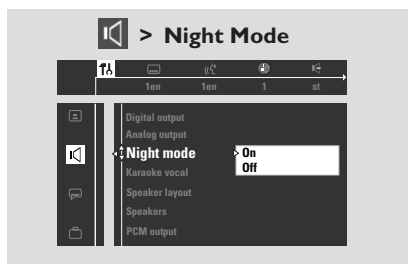 > Night Mode
1en 1en 1 st
Digital output
Analog output
Night mode
On
Off
Karaoke vocal
Speaker layout
Speakers
PCM output